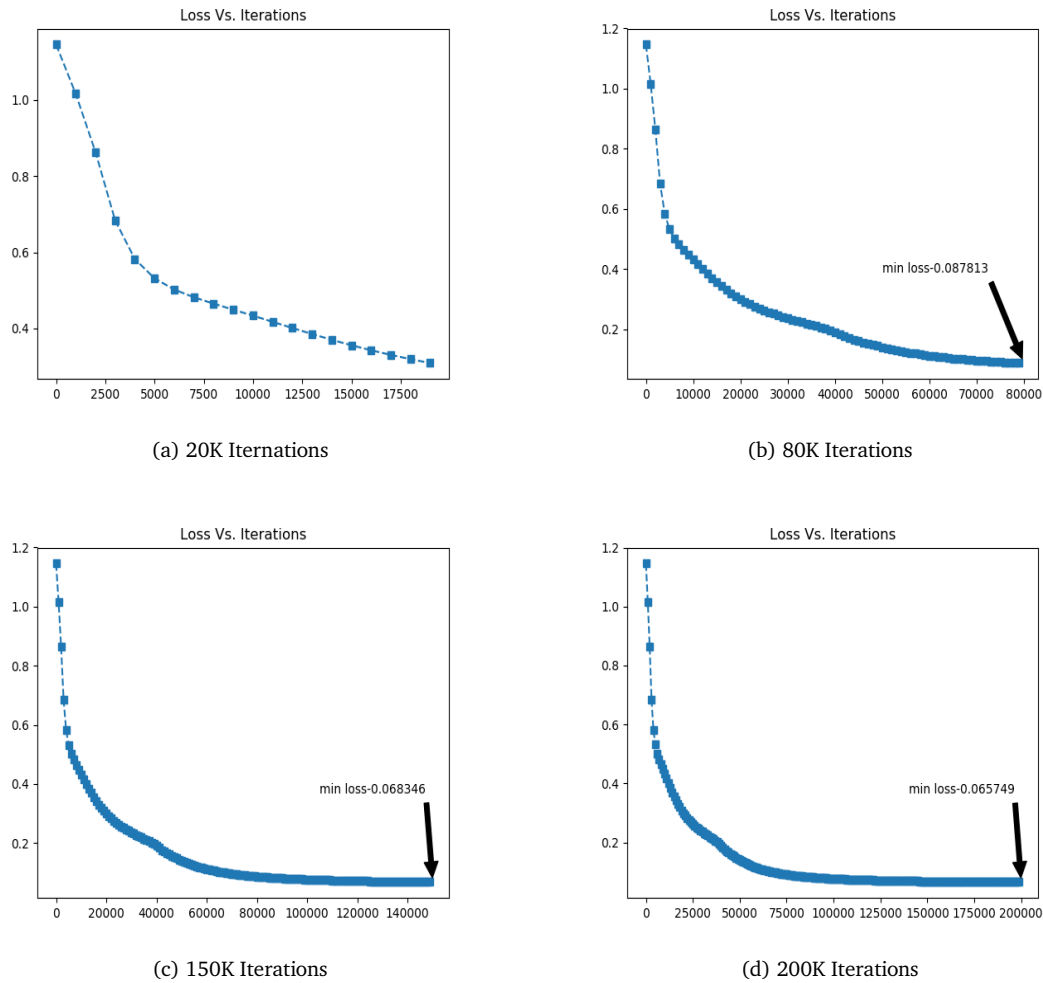 Loss Vs. Iterations
1.0
0.8
0.6
0.4
0 2500 5000 7500 10000 12500 15000 17500
(a) 20K Iternations
Loss Vs. Iterations
1.2
1.0
0.8
0.6
0.4
0.2
min loss-0.087813
0 10000 20000 30000 40000 50000 60000 70000 80000
(b) 80K Iterations
Loss Vs. Iterations
1.2
1.0
0.8
0.6
0.4
0.2
min loss-0.068346
0 20000 40000 60000 80000 100000 120000 140000
(c) 150K Iterations
Loss Vs. Iterations
1.2
1.0
0.8
0.6
0.4
0.2
min loss-0.065749
0 25000 50000 75000 100000 125000 150000 175000 200000
(d) 200K Iterations